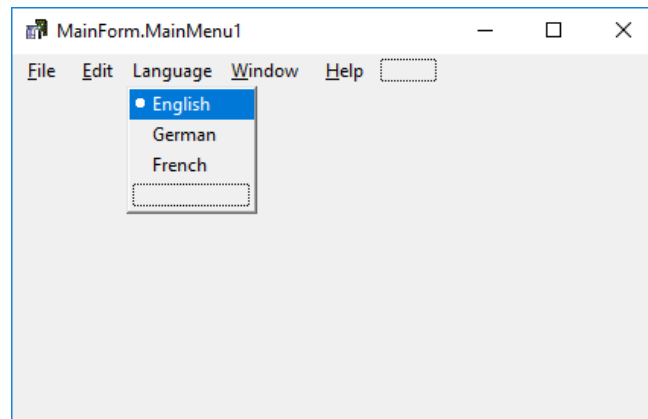 MainForm.MainMenu1
File Edit Language Window Help
English
German
French